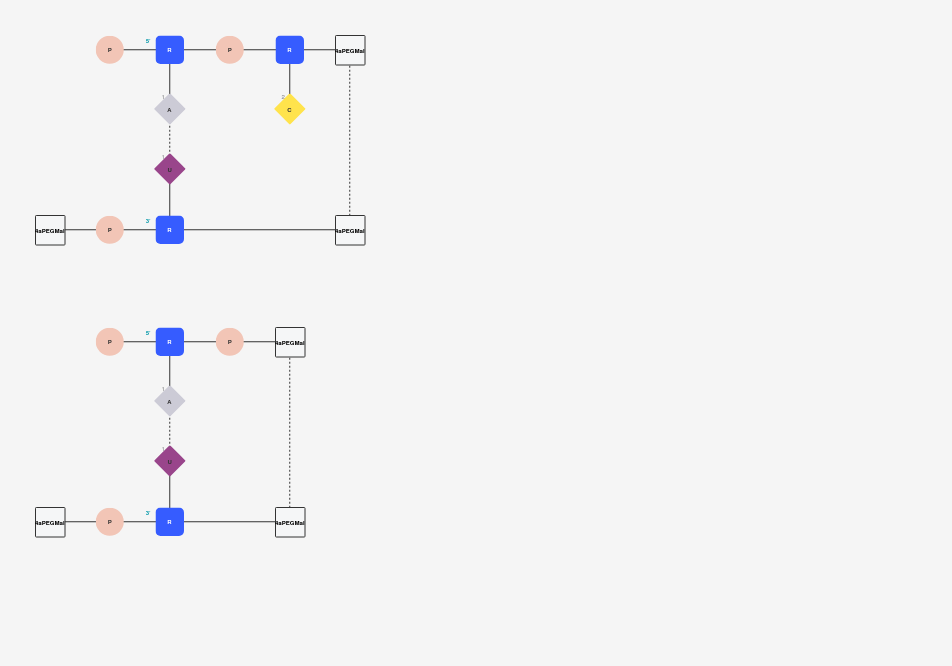 5'
P R P R 4aPEGMal
1 2
A C
1
U
3'
4aPEGMal P R 4aPEGMal
5'
P R P 4aPEGMal
1
A
1
U
3'
4aPEGMal P R 4aPEGMal